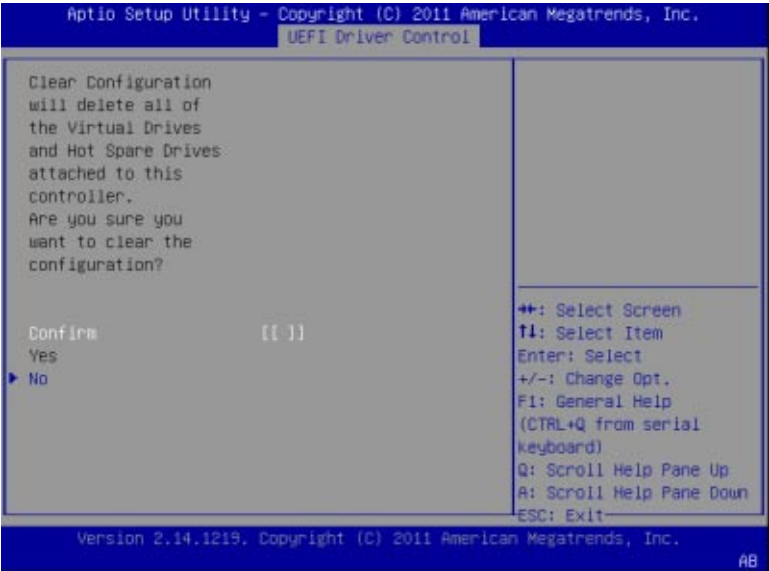 Aptio Setup Utility – Copyright (C) 2011 American Megatrends, Inc.
UEFI Driver Control
Clear Configuration
will delete all of
the Virtual Drives
and Hot Spare Drives
attached to this
controller.
Are you sure you
want to clear the
configuration?
Confirm [[ ]]
Yes
▶ No
→←: Select Screen
↑↓: Select Item
Enter: Select
+/-: Change Opt.
F1: General Help
(CTRL+Q from serial
keyboard)
Q: Scroll Help Pane Up
A: Scroll Help Pane Down
ESC: Exit
Version 2.14.1219. Copyright (C) 2011 American Megatrends, Inc.
AB